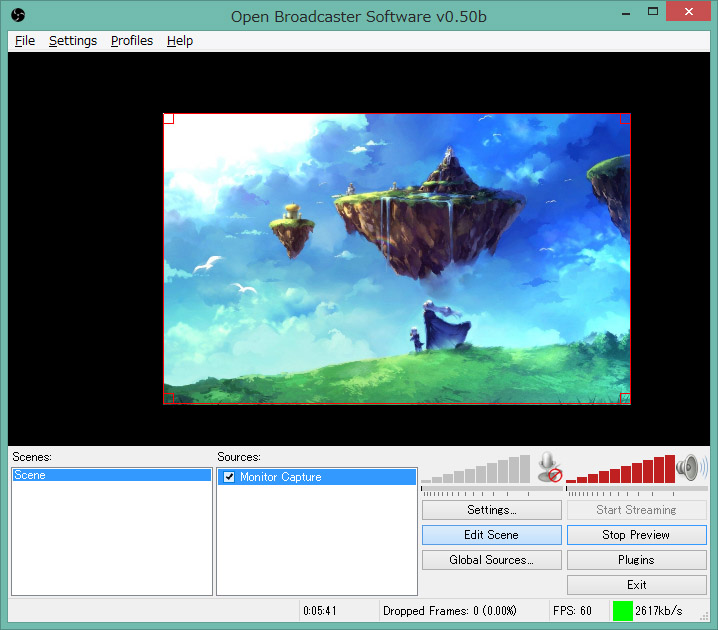 Open Broadcaster Software v0.50b
File Settings Profiles Help
Scenes: Sources:
Scene
Monitor Capture
Settings... Start Streaming
Edit Scene Stop Preview
Global Sources... Plugins
Exit
0:05:41 Dropped Frames: 0 (0.00%) FPS: 60 2617kb/s